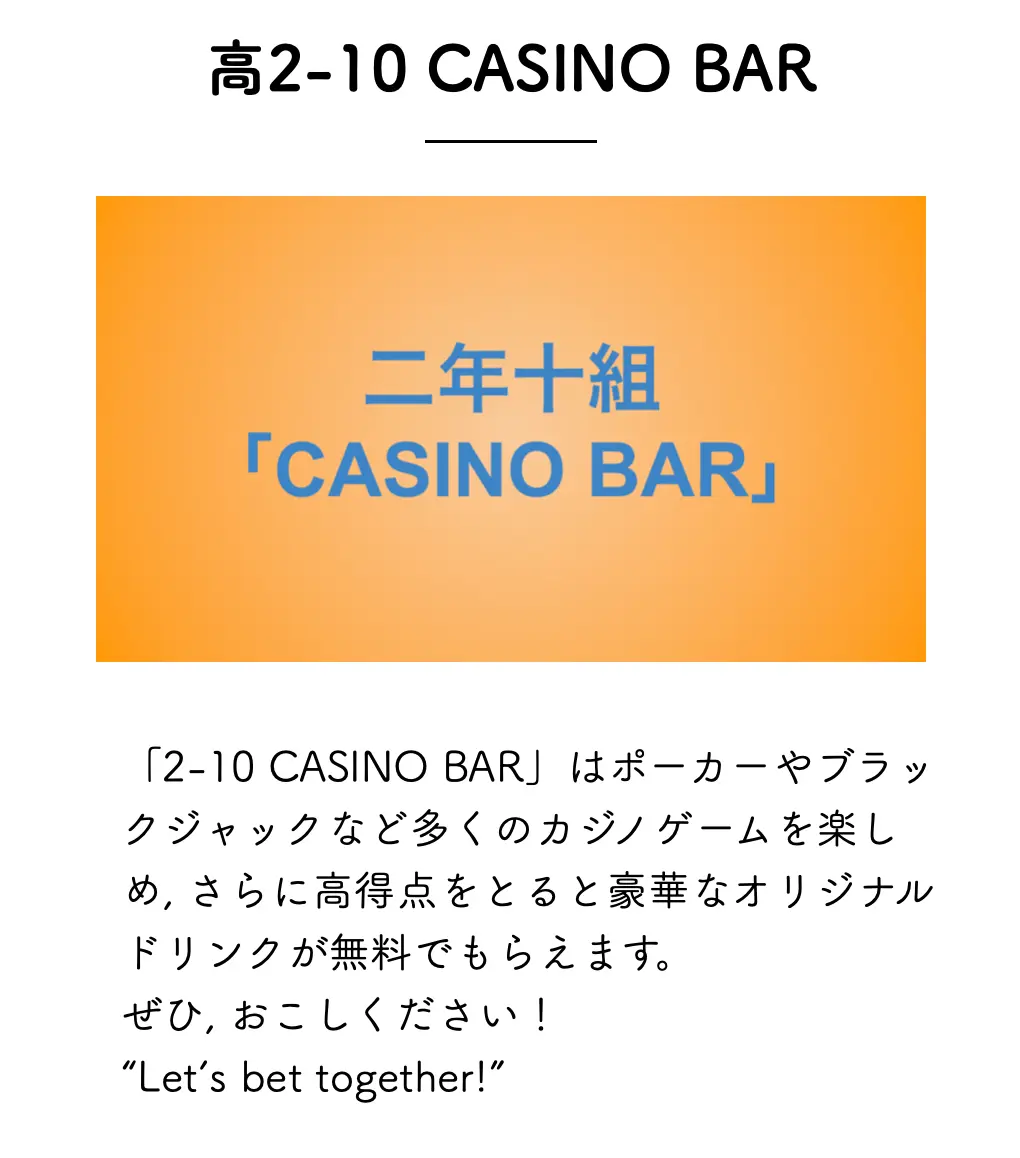 高2-10 CASINO BAR
二年十組
「CASINO BAR」
「2-10 CASINO BAR」はポーカーやブラッ
クジャックなど多くのカジノゲームを楽し
め, さらに高得点をとると豪華なオリジナル
ドリンクが無料でもらえます。
ぜひ, おこしください！
“Let’s bet together!”